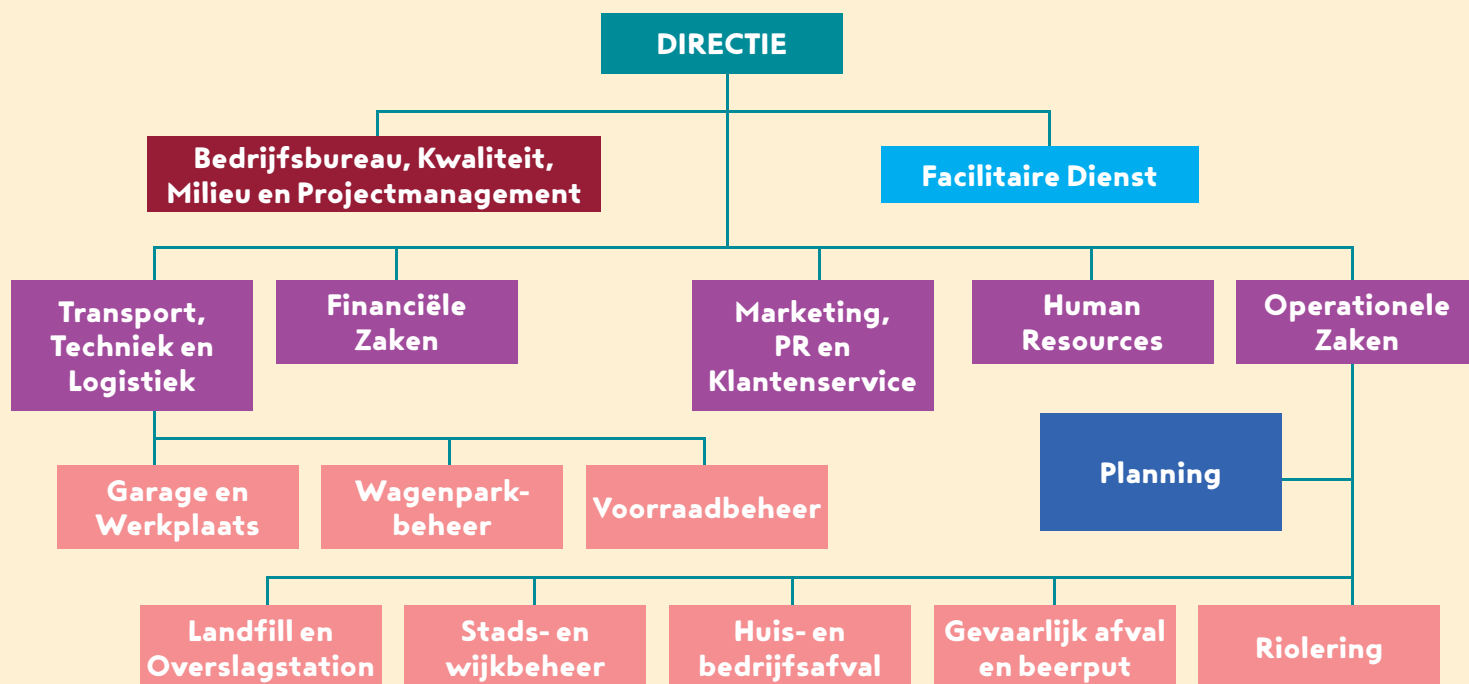 DIRECTIE
Bedrijfsbureau, Kwaliteit,
Milieu en Projectmanagement
Facilitaire Dienst
Transport,
Techniek en
Logistiek
Financiële
Zaken
Marketing,
PR en
Klantenservice
Human
Resources
Operationele
Zaken
Planning
Garage en
Werkplaats
Wagenpark-
beheer
Voorraadbeheer
Landfill en
Overslagstation
Stads- en
wijkbeheer
Huis- en
bedrijfsafval
Gevaarlijk afval
en beerput
Riolering